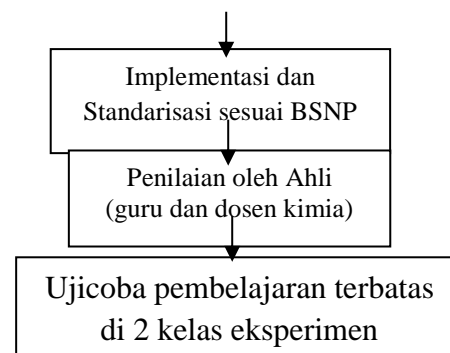 Implementasi dan
Standarisasi sesuai BSNP
Penilaian oleh Ahli
(guru dan dosen kimia)
Ujicoba pembelajaran terbatas
di 2 kelas eksperimen